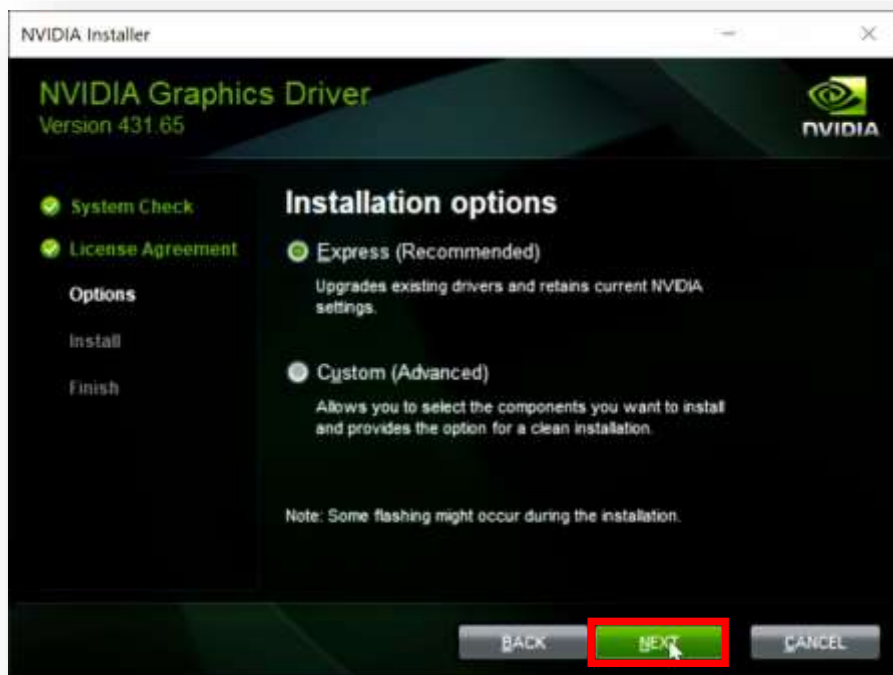 NVIDIA Installer
NVIDIA Graphics Driver
Version 431.65
NVIDIA
System Check
License Agreement
Options
Install
Finish
Installation options
Express (Recommended)
Upgrades existing drivers and retains current NVIDIA
settings.
Custom (Advanced)
Allows you to select the components you want to install
and provides the option for a clean installation.
Note: Some flashing might occur during the installation.
BACK
NEXT
CANCEL